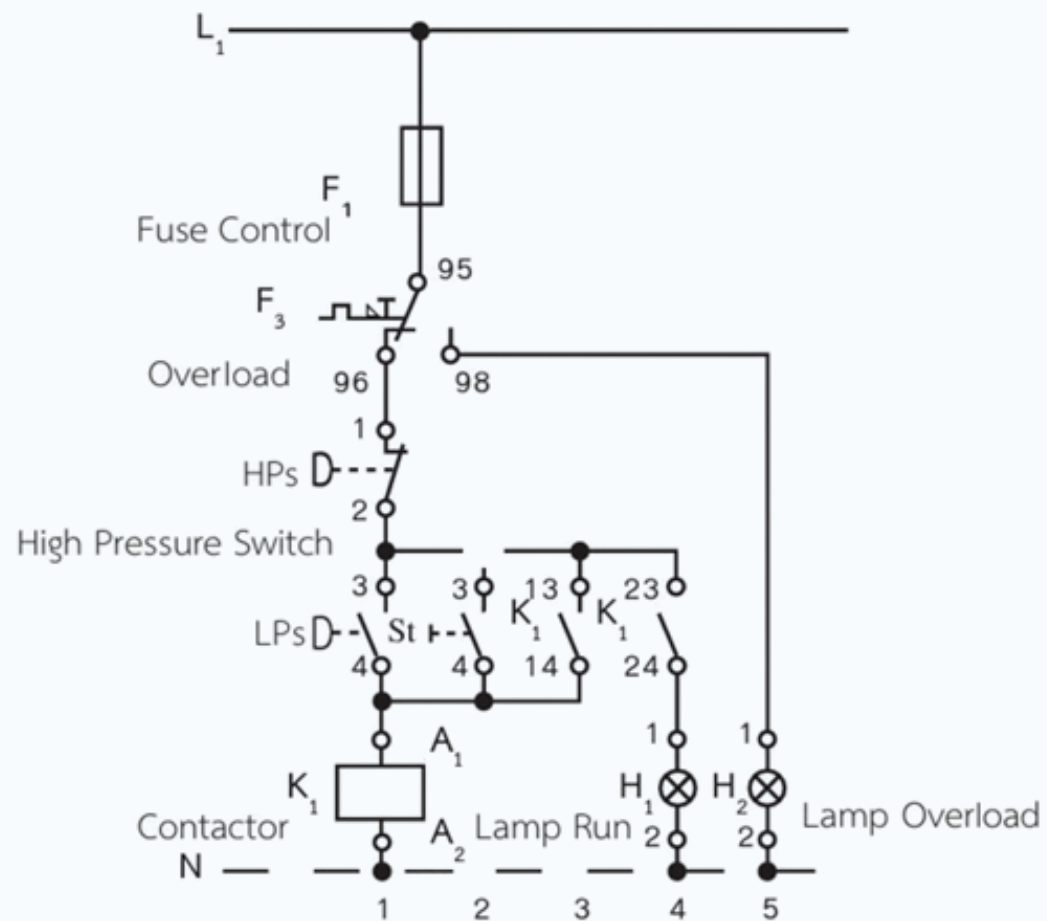 L1
F1
Fuse Control
95
F3
Overload
96
98
1
HPs
2
High Pressure Switch
3 3 13 23
LPs St K1 K1
4 4 14 24
A1
1 1
K1
H1 H2
Contactor
A2
Lamp Run
2 2
Lamp Overload
N
1 2 3 4 5